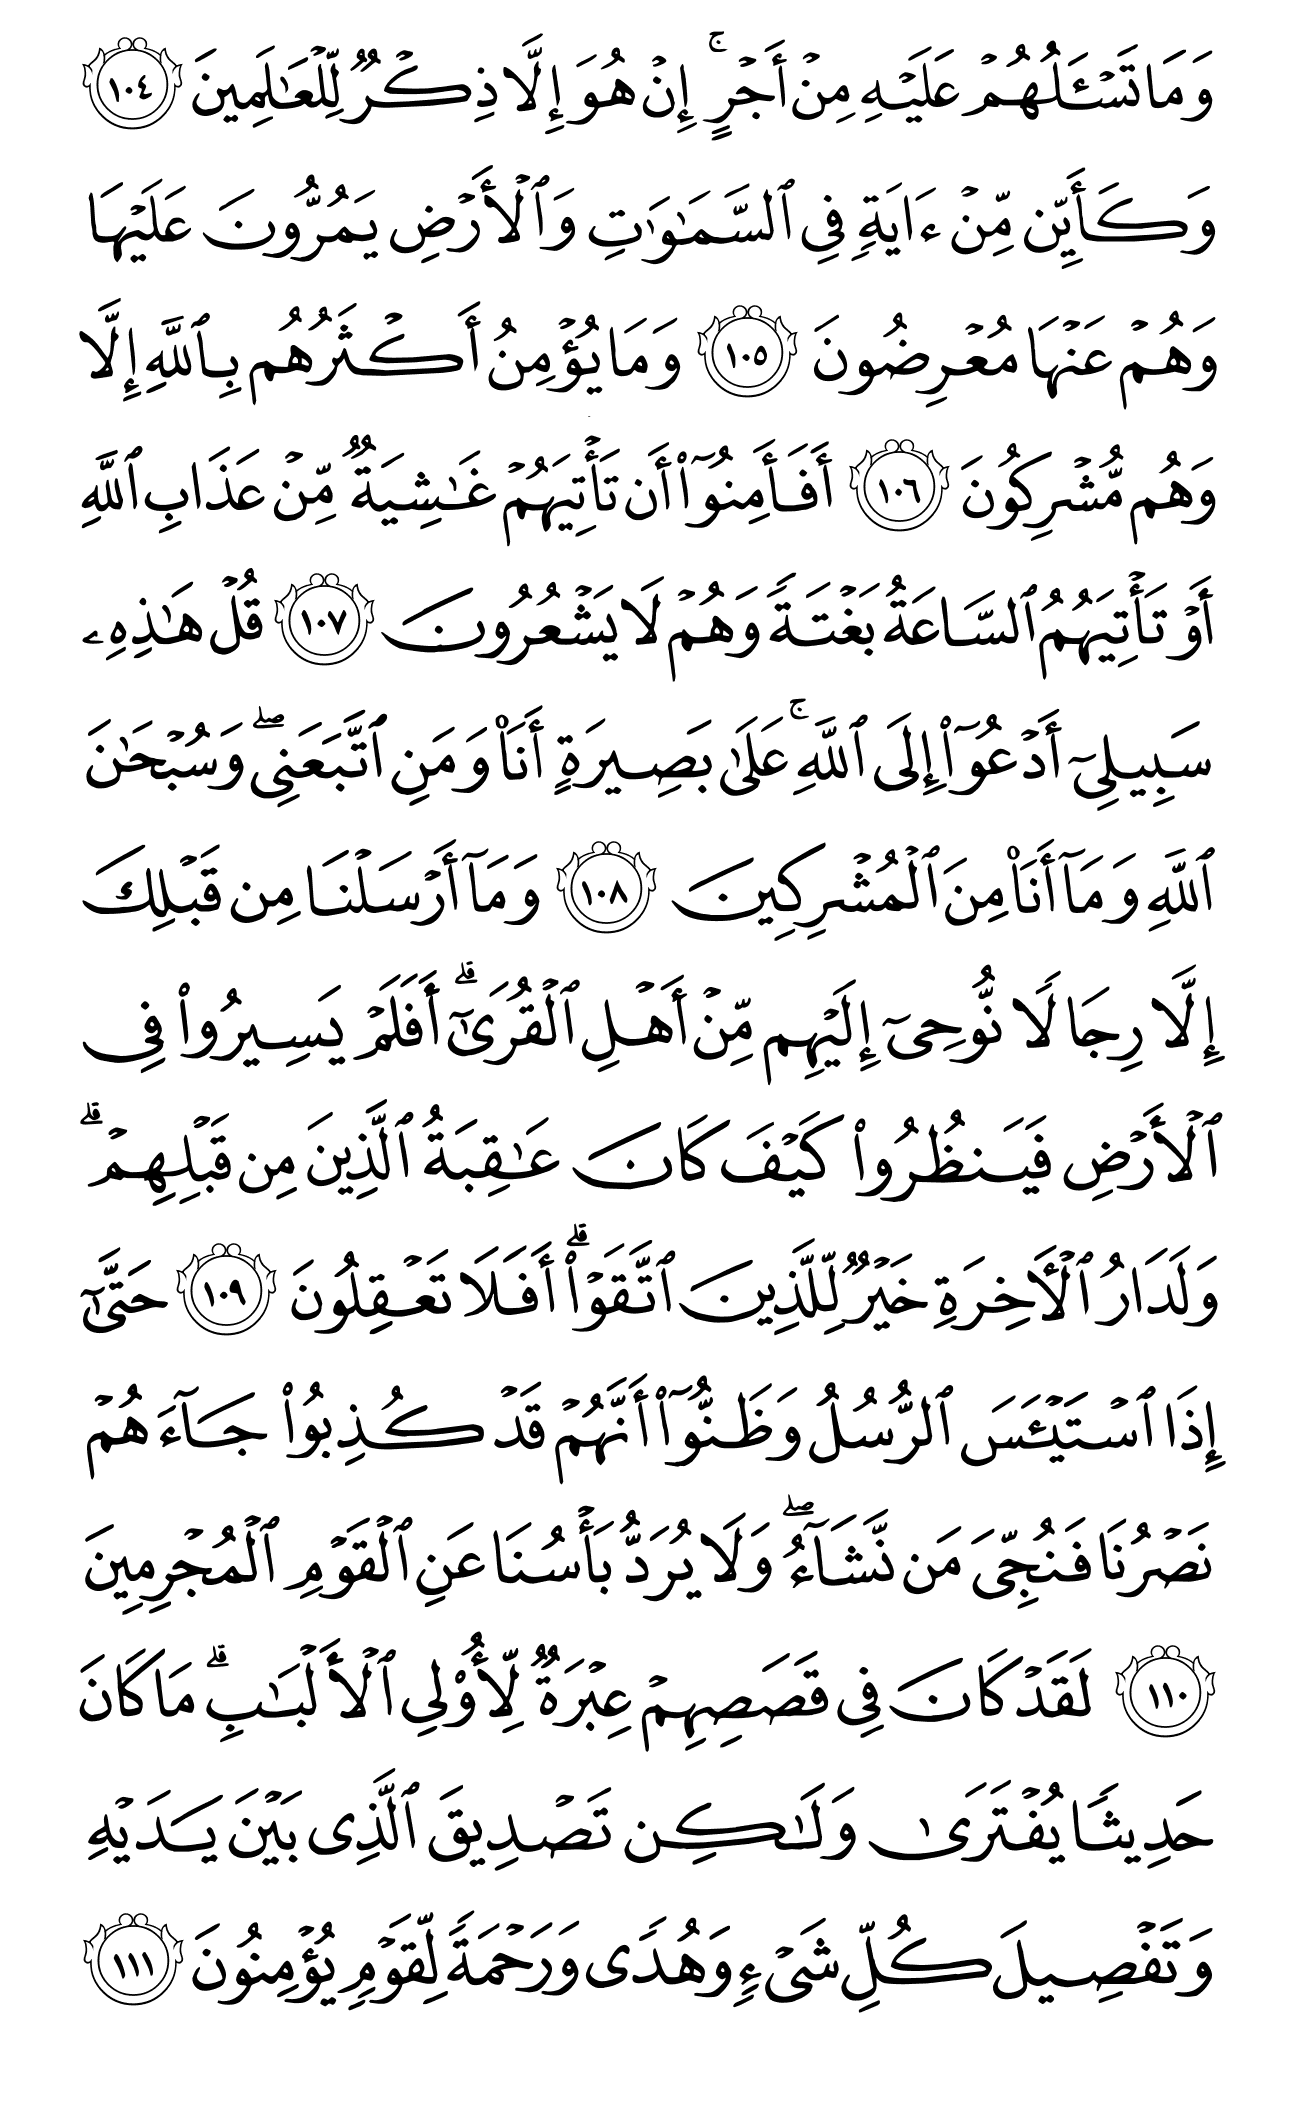 وَمَا تَسْـَٔلُهُمْ عَلَيْهِ مِنْ أَجْرٍ ۚ إِنْ هُوَ إِلَّا ذِكْرٌ لِّلْعَـٰلَمِينَ ١٠٤
وَكَأَيِّن مِّنْ ءَايَةٍ فِى ٱلسَّمَـٰوَٰتِ وَٱلْأَرْضِ يَمُرُّونَ عَلَيْهَا
وَهُمْ عَنْهَا مُعْرِضُونَ ١٠٥ وَمَا يُؤْمِنُ أَكْثَرُهُم بِٱللَّهِ إِلَّا
وَهُم مُّشْرِكُونَ ١٠٦ أَفَأَمِنُوٓا۟ أَن تَأْتِيَهُمْ غَـٰشِيَةٌ مِّنْ عَذَابِ ٱللَّهِ
أَوْ تَأْتِيَهُمُ ٱلسَّاعَةُ بَغْتَةً وَهُمْ لَا يَشْعُرُونَ ١٠٧ قُلْ هَـٰذِهِۦ
سَبِيلِىٓ أَدْعُوٓا۟ إِلَى ٱللَّهِ ۚ عَلَىٰ بَصِيرَةٍ أَنَا۠ وَمَنِ ٱتَّبَعَنِى ۖ وَسُبْحَـٰنَ
ٱللَّهِ وَمَآ أَنَا۠ مِنَ ٱلْمُشْرِكِينَ ١٠٨ وَمَآ أَرْسَلْنَا مِن قَبْلِكَ
إِلَّا رِجَالًا نُّوحِىٓ إِلَيْهِم مِّنْ أَهْلِ ٱلْقُرَىٰٓ ۗ أَفَلَمْ يَسِيرُوا۟ فِى
ٱلْأَرْضِ فَيَنظُرُوا۟ كَيْفَ كَانَ عَـٰقِبَةُ ٱلَّذِينَ مِن قَبْلِهِمْ ۗ
وَلَدَارُ ٱلْـَٔاخِرَةِ خَيْرٌ لِّلَّذِينَ ٱتَّقَوْا۟ ۗ أَفَلَا تَعْقِلُونَ ١٠٩ حَتَّىٰٓ
إِذَا ٱسْتَيْـَٔسَ ٱلرُّسُلُ وَظَنُّوٓا۟ أَنَّهُمْ قَدْ كُذِبُوا۟ جَآءَهُمْ
نَصْرُنَا فَنُجِّىَ مَن نَّشَآءُ ۖ وَلَا يُرَدُّ بَأْسُنَا عَنِ ٱلْقَوْمِ ٱلْمُجْرِمِينَ
١١٠ لَقَدْ كَانَ فِى قَصَصِهِمْ عِبْرَةٌ لِّأُو۟لِى ٱلْأَلْبَـٰبِ ۗ مَا كَانَ
حَدِيثًا يُفْتَرَىٰ وَلَـٰكِن تَصْدِيقَ ٱلَّذِى بَيْنَ يَدَيْهِ
وَتَفْصِيلَ كُلِّ شَىْءٍ وَهُدًى وَرَحْمَةً لِّقَوْمٍ يُؤْمِنُونَ ١١١